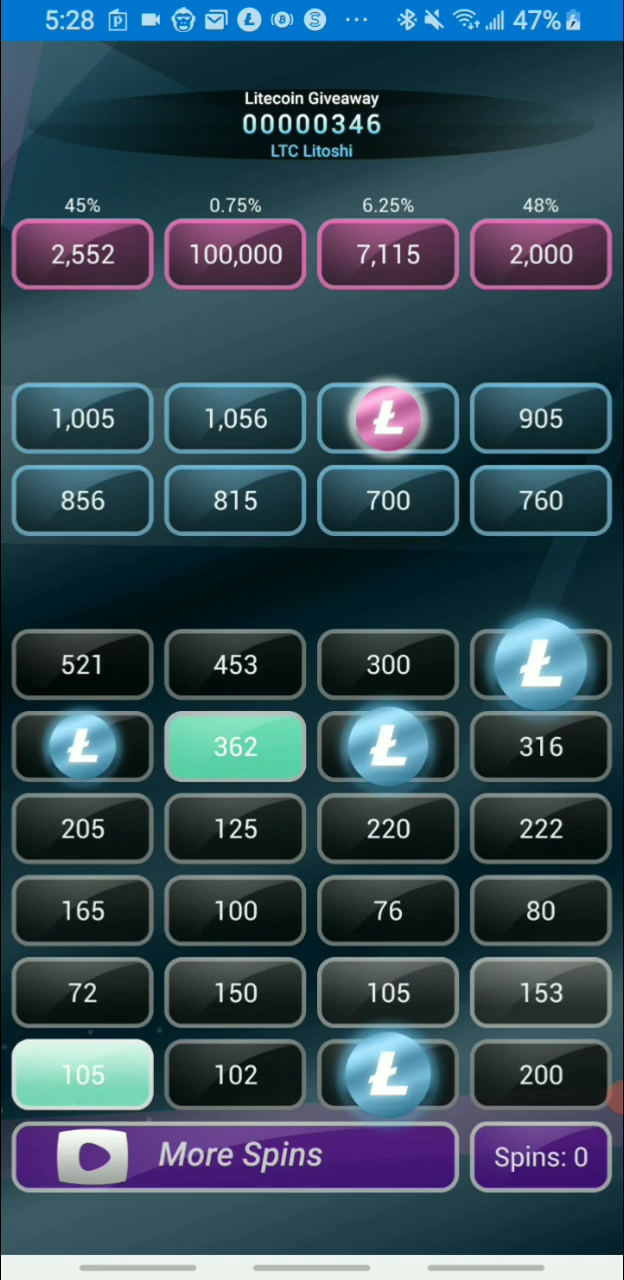 5:28 47%
Litecoin Giveaway
00000346
LTC Litoshi
45% 0.75% 6.25% 48%
2,552 100,000 7,115 2,000
1,005 1,056 Ł 905
856 815 700 760
521 453 300 Ł
Ł 362 Ł 316
205 125 220 222
165 100 76 80
72 150 105 153
105 102 Ł 200
More Spins Spins: 0